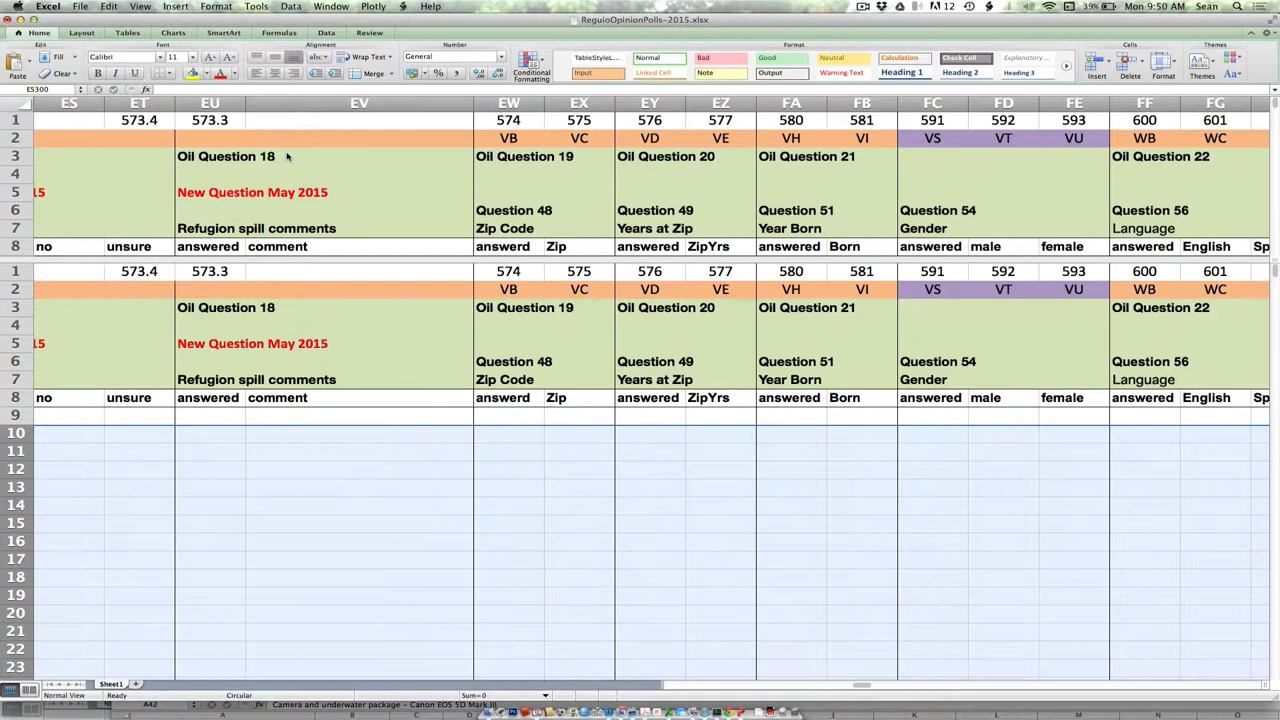 Excel File Edit View Insert Format Tools Data Window Plotly Help 12 39% Mon 9:50 AM Sean
ReguioOpinionPolls-2015.xlsx
Home Layout Tables Charts SmartArt Formulas Data Review
Edit Font Alignment Number Format Cells Themes
Paste Fill Clear Calibri 11 abc Wrap Text Merge General Conditional Formatting TableStyleL... Normal Bad Good Neutral Calculation Check Cell Explanatory ... Insert Delete Format Themes Aa
Input Linked Cell Note Output Warning Text Heading 1 Heading 2 Heading 3
ES300 fx
ES ET EU EV EW EX EY EZ FA FB FC FD FE FF FG
1 573.4 573.3 574 575 576 577 580 581 591 592 593 600 601
2 VB VC VD VE VH VI VS VT VU WB WC
3 Oil Question 18 Oil Question 19 Oil Question 20 Oil Question 21 Oil Question 22
4
5 15 New Question May 2015
6 Question 48 Question 49 Question 51 Question 54 Question 56
7 Refugion spill comments Zip Code Years at Zip Year Born Gender Language
8 no unsure answered comment answerd Zip answered ZipYrs answered Born answered male female answered English Sp
1 573.4 573.3 574 575 576 577 580 581 591 592 593 600 601
2 VB VC VD VE VH VI VS VT VU WB WC
3 Oil Question 18 Oil Question 19 Oil Question 20 Oil Question 21 Oil Question 22
4
5 15 New Question May 2015
6 Question 48 Question 49 Question 51 Question 54 Question 56
7 Refugion spill comments Zip Code Years at Zip Year Born Gender Language
8 no unsure answered comment answerd Zip answered ZipYrs answered Born answered male female answered English Sp
9
10
11
12
13
14
15
16
17
18
19
20
21
22
23
Sheet1
Normal View Ready Circular Sum=0
A42 fx Camera and underwater package - Canon EOS 5D Mark III